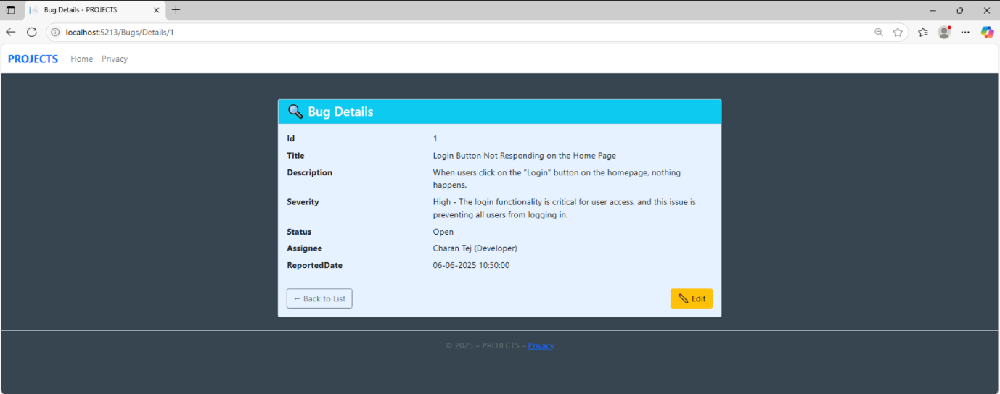 Bug Details - PROJECTS
localhost:5213/Bugs/Details/1
PROJECTS Home Privacy
Bug Details
Id 1
Title Login Button Not Responding on the Home Page
Description When users click on the "Login" button on the homepage, nothing
happens.
Severity High - The login functionality is critical for user access, and this issue is
preventing all users from logging in.
Status Open
Assignee Charan Tej (Developer)
ReportedDate 06-06-2025 10:50:00
← Back to List Edit
© 2025 – PROJECTS – Privacy